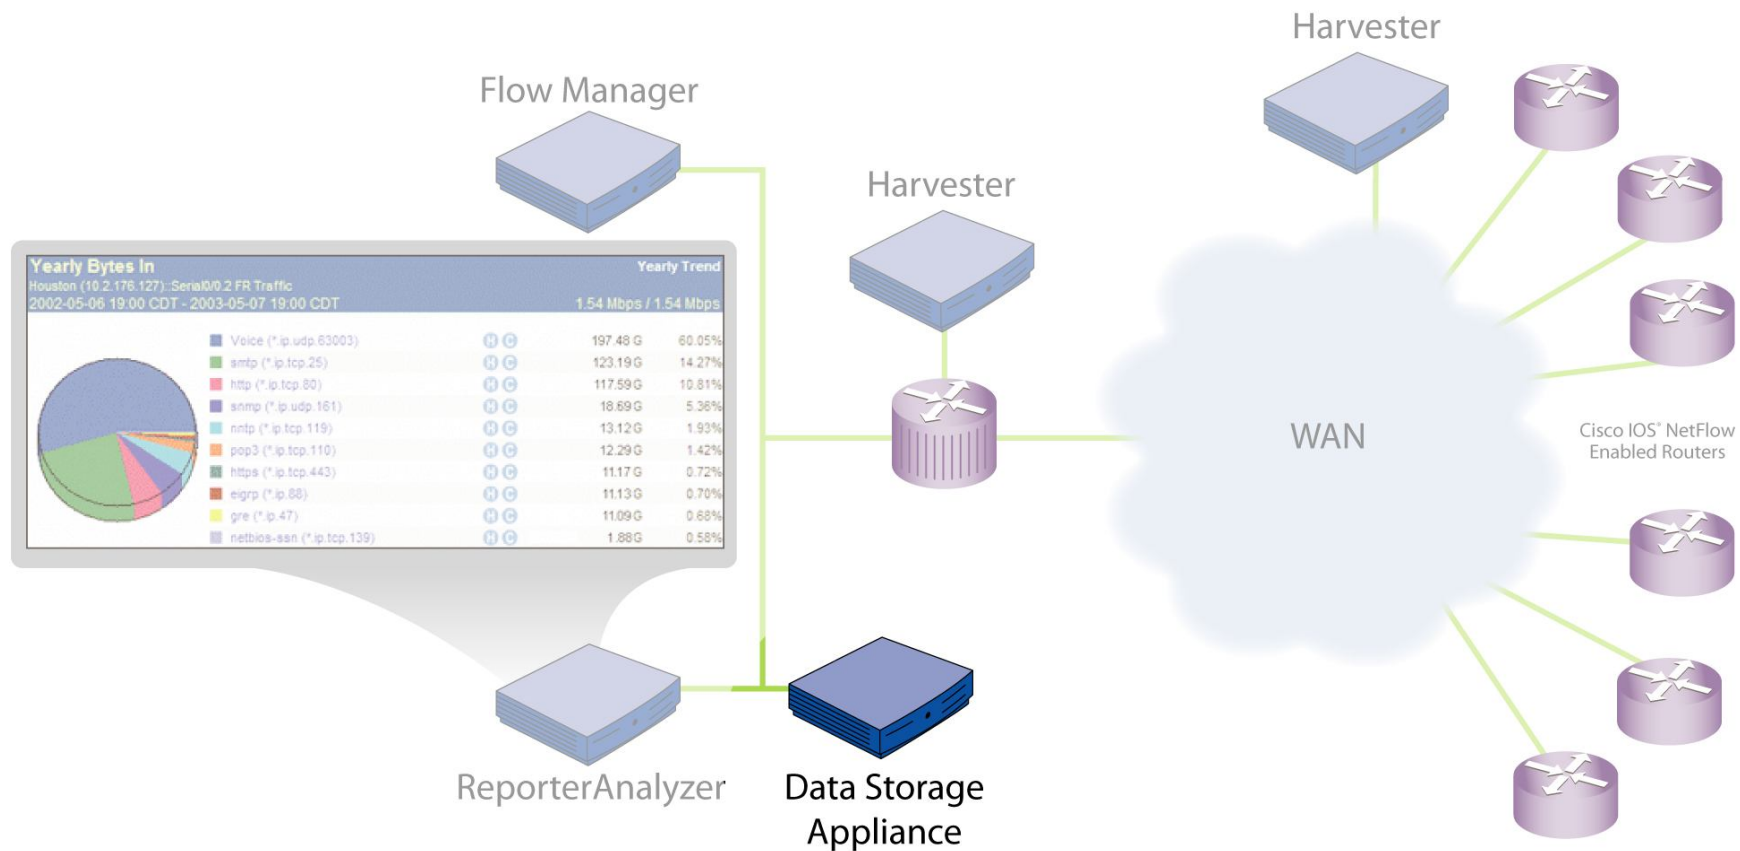 Harvester
Flow Manager
Harvester
Yearly Bytes In
Yearly Trend
Houston (10.2.176.127)::Serial0/0.2 FR Traffic
2002-05-06 19:00 CDT - 2003-05-07 19:00 CDT
1.54 Mbps / 1.54 Mbps
Voice (*.ip.udp.63003) H C 197.48 G 60.05%
smtp (*.ip.tcp.25) H C 123.19 G 14.27%
http (*.ip.tcp.80) H C 117.59 G 10.81%
snmp (*.ip.udp.161) H C 18.69 G 5.36%
nntp (*.ip.tcp.119) H C 13.12 G 1.93%
pop3 (*.ip.tcp.110) H C 12.29 G 1.42%
https (*.ip.tcp.443) H C 11.17 G 0.72%
eigrp (*.ip.88) H C 11.13 G 0.70%
gre (*.ip.47) H C 11.09 G 0.68%
netbios-ssn (*.ip.tcp.139) H C 1.88G 0.58%
WAN
Cisco IOS® NetFlow
Enabled Routers
ReporterAnalyzer
Data Storage
Appliance